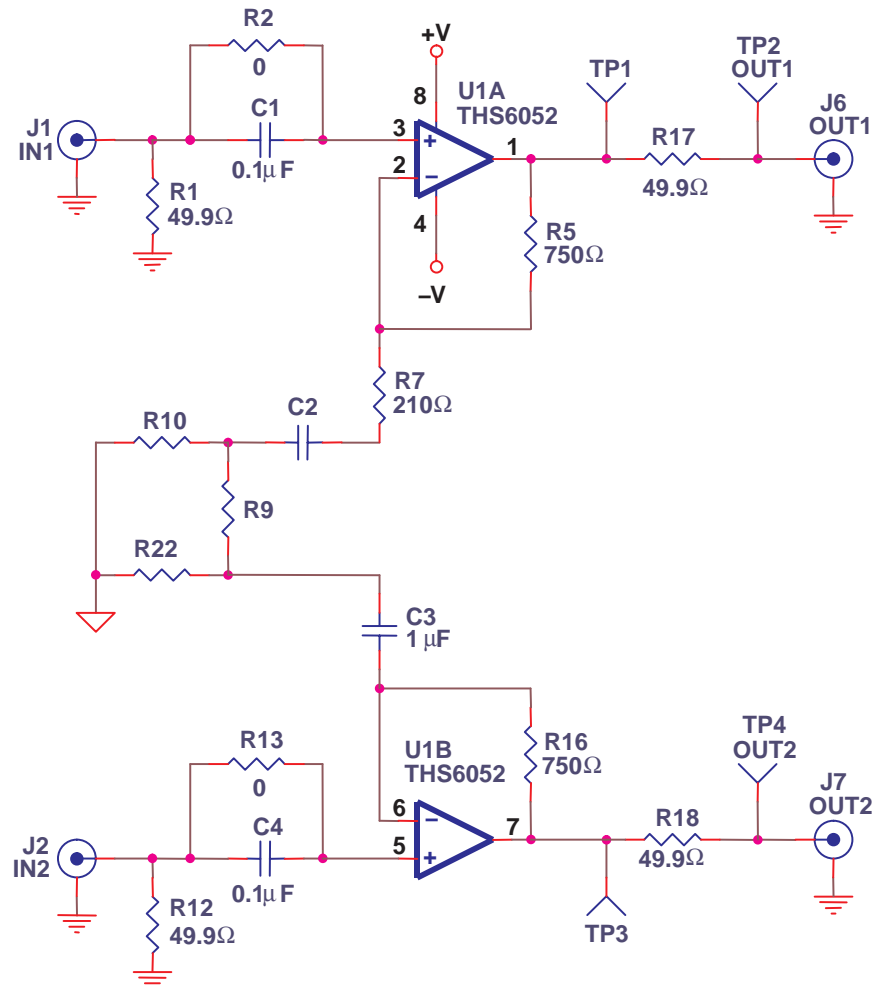 R2
0
+V
TP1
TP2
OUT1
8
U1A
THS6052
J1
IN1
C1
0.1μF
3
2
1
+
−
R17
49.9Ω
J6
OUT1
R1
49.9Ω
4
−V
R5
750Ω
R7
210Ω
C2
R10
R9
R22
C3
1 μF
R13
0
U1B
THS6052
R16
750Ω
TP4
OUT2
J2
IN2
C4
0.1μF
6
5
7
−
+
R18
49.9Ω
J7
OUT2
R12
49.9Ω
TP3